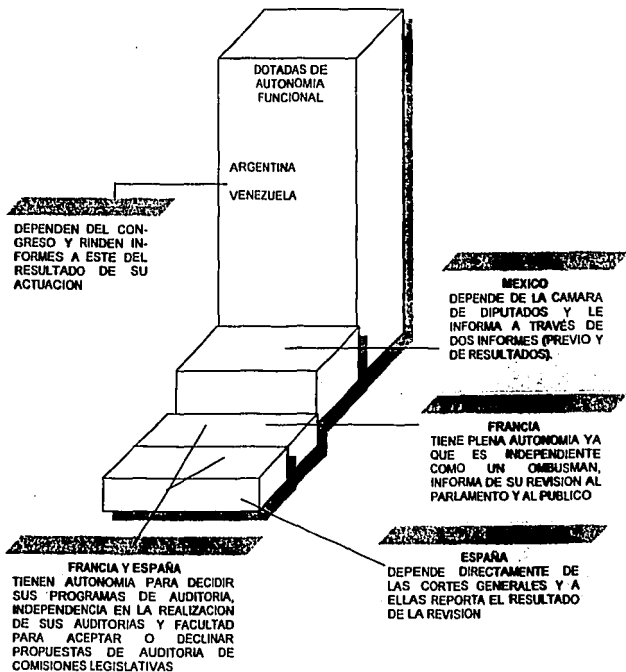 DOTADAS DE
AUTONOMIA
FUNCIONAL
ARGENTINA
VENEZUELA
DEPENDEN DEL CON-
GRESO Y RINDEN IN-
FORMES A ESTE DEL
RESULTADO DE SU
ACTUACION
MEXICO
DEPENDE DE LA CAMARA
DE DIPUTADOS Y LE
INFORMA A TRAVÉS DE
DOS INFORMES (PREVIO Y
DE RESULTADOS).
FRANCIA
TIENE PLENA AUTONOMIA YA
QUE ES INDEPENDIENTE
COMO UN OMBUSMAN,
INFORMA DE SU REVISION AL
PARLAMENTO Y AL PUBLICO
ESPAÑA
DEPENDE DIRECTAMENTE DE
LAS CORTES GENERALES Y A
ELLAS REPORTA EL RESULTADO
DE LA REVISION
FRANCIA Y ESPAÑA
TIENEN AUTONOMIA PARA DECIDIR
SUS PROGRAMAS DE AUDITORIA,
INDEPENDENCIA EN LA REALIZACION
DE SUS AUDITORIAS Y FACULTAD
PARA ACEPTAR O DECLINAR
PROPUESTAS DE AUDITORIA DE
COMISIONES LEGISLATIVAS